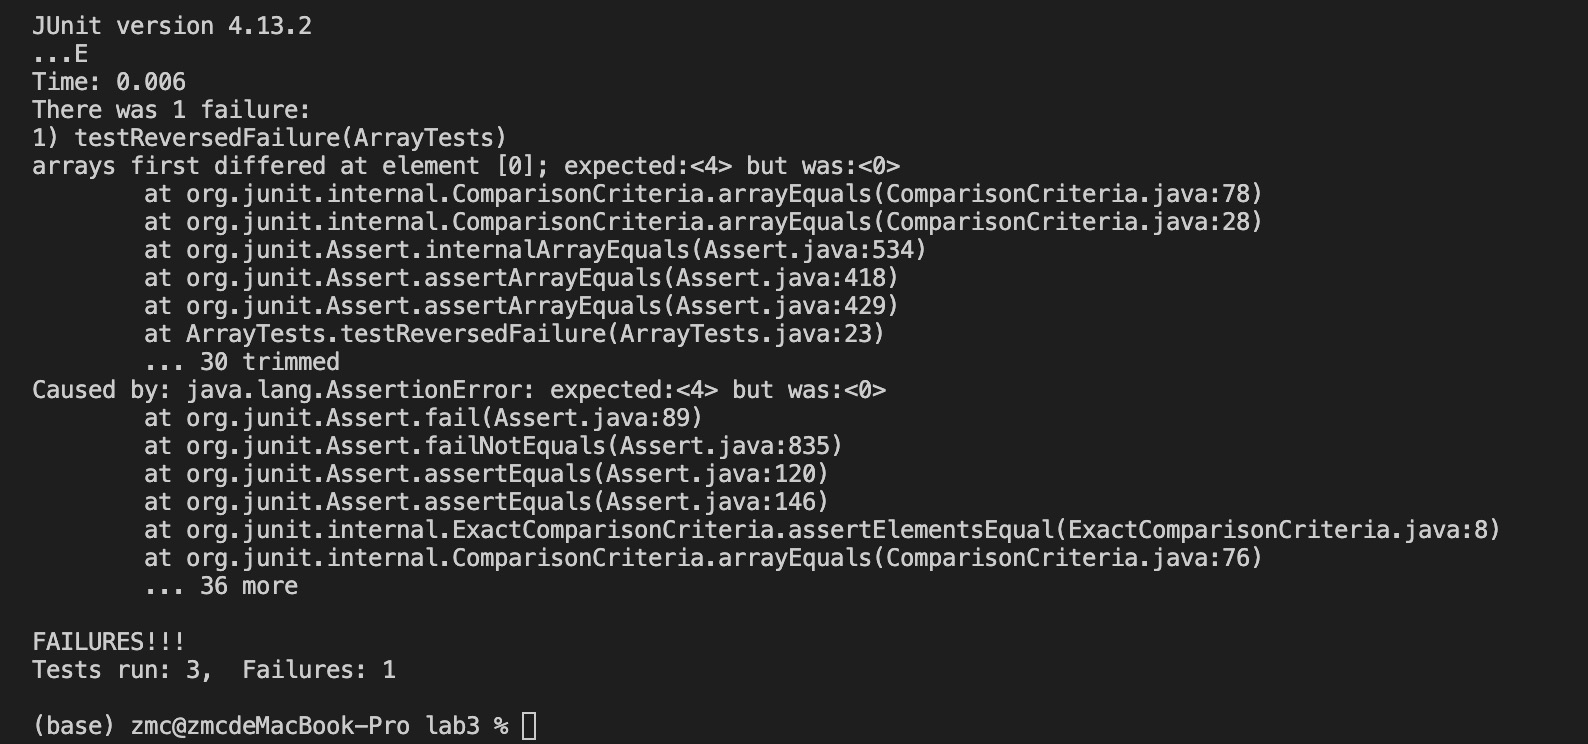 JUnit version 4.13.2
...E
Time: 0.006
There was 1 failure:
1) testReversedFailure(ArrayTests)
arrays first differed at element [0]; expected:<4> but was:<0>
        at org.junit.internal.ComparisonCriteria.arrayEquals(ComparisonCriteria.java:78)
        at org.junit.internal.ComparisonCriteria.arrayEquals(ComparisonCriteria.java:28)
        at org.junit.Assert.internalArrayEquals(Assert.java:534)
        at org.junit.Assert.assertArrayEquals(Assert.java:418)
        at org.junit.Assert.assertArrayEquals(Assert.java:429)
        at ArrayTests.testReversedFailure(ArrayTests.java:23)
        ... 30 trimmed
Caused by: java.lang.AssertionError: expected:<4> but was:<0>
        at org.junit.Assert.fail(Assert.java:89)
        at org.junit.Assert.failNotEquals(Assert.java:835)
        at org.junit.Assert.assertEquals(Assert.java:120)
        at org.junit.Assert.assertEquals(Assert.java:146)
        at org.junit.internal.ExactComparisonCriteria.assertElementsEqual(ExactComparisonCriteria.java:8)
        at org.junit.internal.ComparisonCriteria.arrayEquals(ComparisonCriteria.java:76)
        ... 36 more

FAILURES!!!
Tests run: 3,  Failures: 1

(base) zmc@zmcdeMacBook-Pro lab3 %